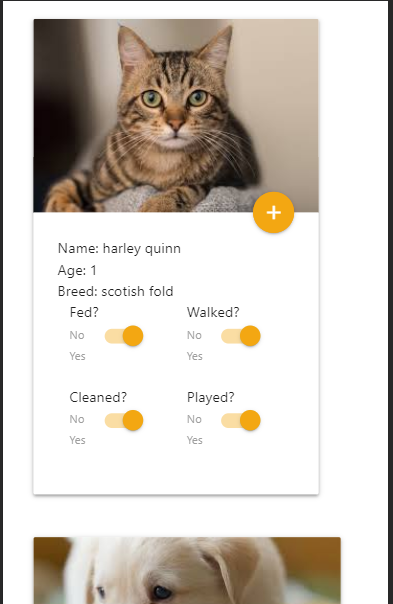 Name: harley quinn
Age: 1
Breed: scotish fold
Fed? Walked?
No No
Yes Yes
Cleaned? Played?
No No
Yes Yes